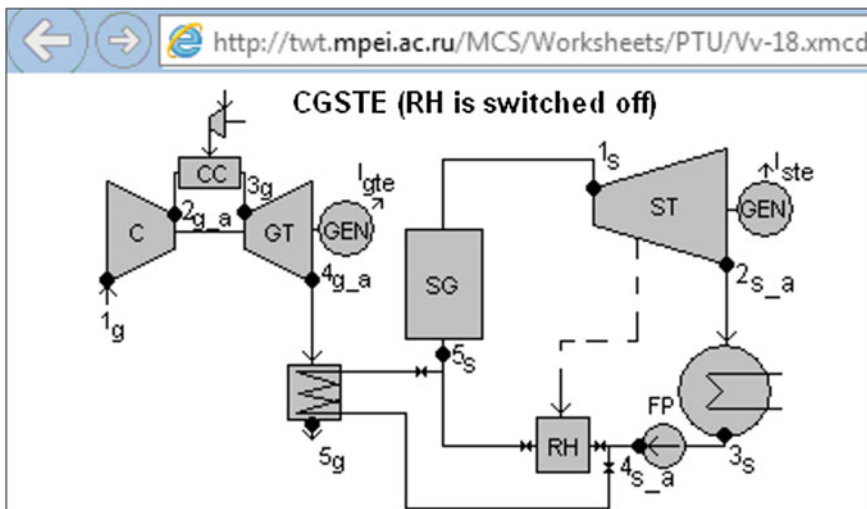 http://twt.mpei.ac.ru/MCS/Worksheets/PTU/Vv-18.xmcd
CGSTE (RH is switched off)
CC
3g
Igte
1s
Iste
2g_a
C
GT
GEN
ST
GEN
4g_a
SG
2s_a
1g
5s
FP
5g
RH
4s_a
3s